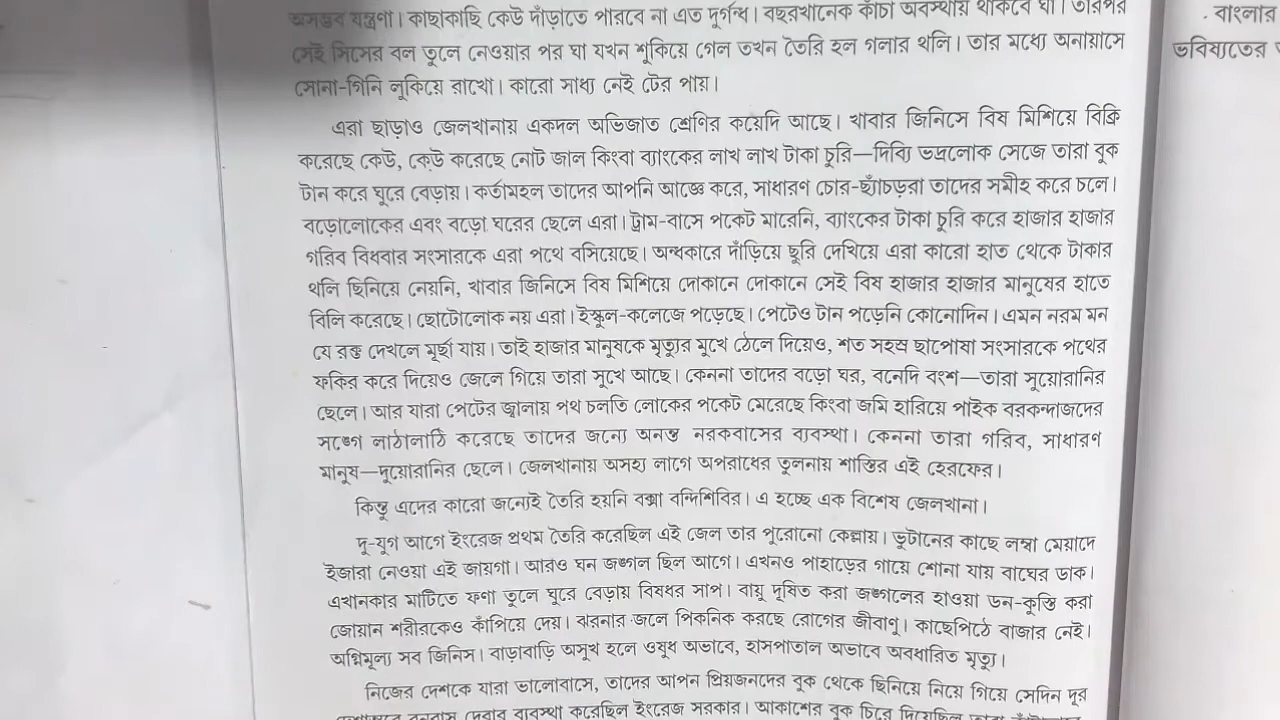 অসম্ভব যন্ত্রণা। কাছাকাছি কেউ দাঁড়াতে পারবে না এত দুর্গন্ধ। বছরখানেক কাঁচা অবস্থায় থাকবে ঘা। তারপর
সেই সিসের বল তুলে নেওয়ার পর ঘা যখন শুকিয়ে গেল তখন তৈরি হল গলার থলি। তার মধ্যে অনায়াসে
সোনা-গিনি লুকিয়ে রাখো। কারো সাধ্য নেই টের পায়।
এরা ছাড়াও জেলখানায় একদল অভিজাত শ্রেণির কয়েদি আছে। খাবার জিনিসে বিষ মিশিয়ে বিক্রি
করেছে কেউ, কেউ করেছে নোট জাল কিংবা ব্যাংকের লাখ লাখ টাকা চুরি—দিব্যি ভদ্রলোক সেজে তারা বুক
টান করে ঘুরে বেড়ায়। কর্তামহল তাদের আপনি আজ্ঞে করে, সাধারণ চোর-ছ্যাঁচড়রা তাদের সমীহ করে চলে।
বড়োলোকের এবং বড়ো ঘরের ছেলে এরা। ট্রাম-বাসে পকেট মারেনি, ব্যাংকের টাকা চুরি করে হাজার হাজার
গরিব বিধবার সংসারকে এরা পথে বসিয়েছে। অন্ধকারে দাঁড়িয়ে ছুরি দেখিয়ে এরা কারো হাত থেকে টাকার
থলি ছিনিয়ে নেয়নি, খাবার জিনিসে বিষ মিশিয়ে দোকানে দোকানে সেই বিষ হাজার হাজার মানুষের হাতে
বিলি করেছে। ছোটোলোক নয় এরা। ইস্কুল-কলেজে পড়েছে। পেটেও টান পড়েনি কোনোদিন। এমন নরম মন
যে রক্ত দেখলে মূর্ছা যায়। তাই হাজার মানুষকে মৃত্যুর মুখে ঠেলে দিয়েও, শত সহস্র ছাপোষা সংসারকে পথের
ফকির করে দিয়েও জেলে গিয়ে তারা সুখে আছে। কেননা তাদের বড়ো ঘর, বনেদি বংশ—তারা সুয়োরানির
ছেলে। আর যারা পেটের জ্বালায় পথ চলতি লোকের পকেট মেরেছে কিংবা জমি হারিয়ে পাইক বরকন্দাজদের
সঙ্গে লাঠালাঠি করেছে তাদের জন্যে অনন্ত নরকবাসের ব্যবস্থা। কেননা তারা গরিব, সাধারণ
মানুষ—দুয়োরানির ছেলে। জেলখানায় অসহ্য লাগে অপরাধের তুলনায় শাস্তির এই হেরফের।
কিন্তু এদের কারো জন্যেই তৈরি হয়নি বক্সা বন্দিশিবির। এ হচ্ছে এক বিশেষ জেলখানা।
দু-যুগ আগে ইংরেজ প্রথম তৈরি করেছিল এই জেল তার পুরোনো কেল্লায়। ভুটানের কাছে লম্বা মেয়াদে
ইজারা নেওয়া এই জায়গা। আরও ঘন জঙ্গল ছিল আগে। এখনও পাহাড়ের গায়ে শোনা যায় বাঘের ডাক।
এখানকার মাটিতে ফণা তুলে ঘুরে বেড়ায় বিষধর সাপ। বায়ু দূষিত করা জঙ্গলের হাওয়া ডন-কুস্তি করা
জোয়ান শরীরকেও কাঁপিয়ে দেয়। ঝরনার জলে পিকনিক করছে রোগের জীবাণু। কাছেপিঠে বাজার নেই।
অগ্নিমূল্য সব জিনিস। বাড়াবাড়ি অসুখ হলে ওষুধ অভাবে, হাসপাতাল অভাবে অবধারিত মৃত্যু।
নিজের দেশকে যারা ভালোবাসে, তাদের আপন প্রিয়জনদের বুক থেকে ছিনিয়ে নিয়ে গিয়ে সেদিন দূর
বনবাস দেবার ব্যবস্থা করেছিল ইংরেজ সরকার। আকাশের বুক চিরে দিয়েছিল
বাংলার
ভবিষ্যতের